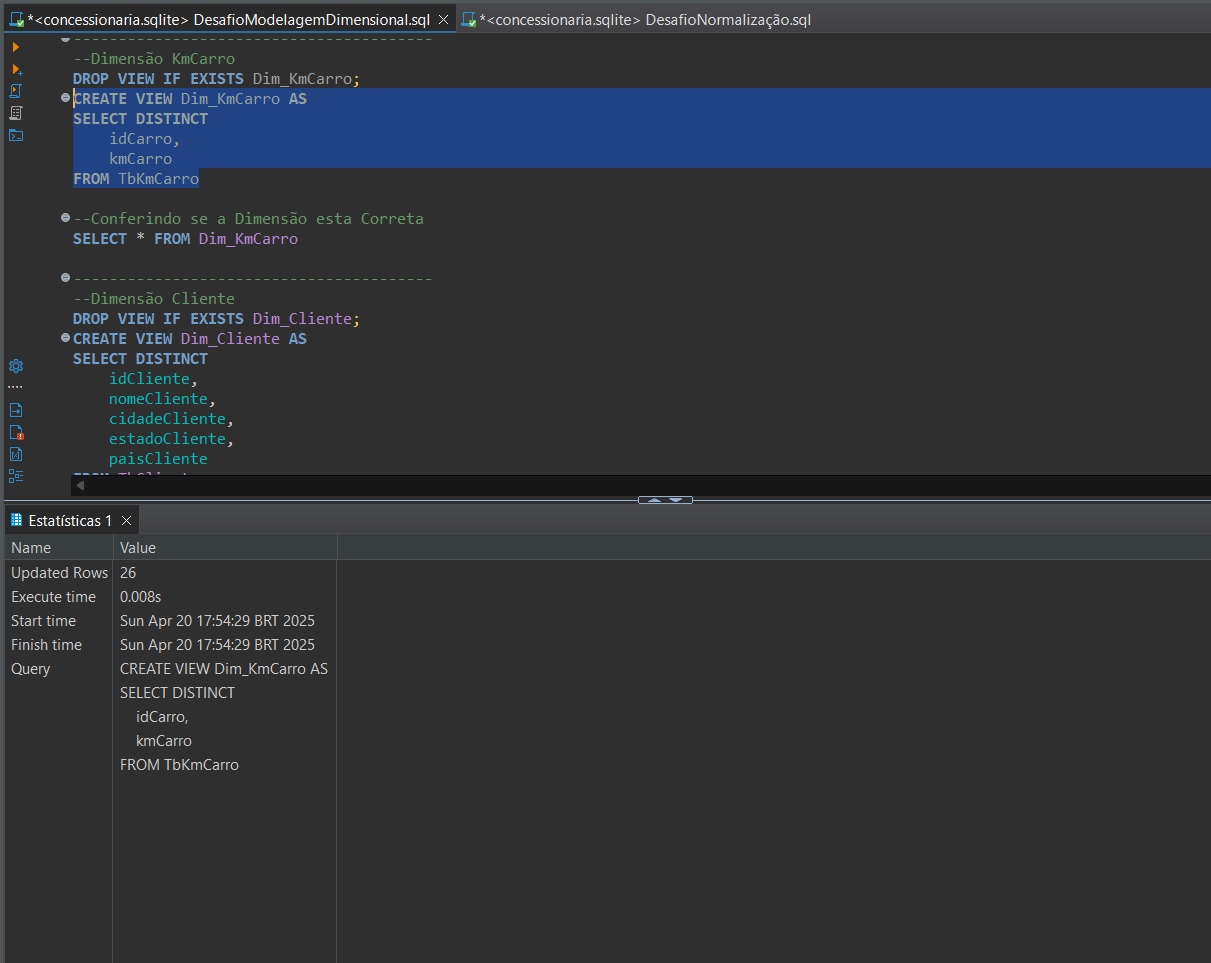 *<concessionaria.sqlite> DesafioModelagemDimensional.sql
*<concessionaria.sqlite> DesafioNormalização.sql
----------------------------------------
--Dimensão KmCarro
DROP VIEW IF EXISTS Dim_KmCarro;
CREATE VIEW Dim_KmCarro AS
SELECT DISTINCT
idCarro,
kmCarro
FROM TbKmCarro
--Conferindo se a Dimensão esta Correta
SELECT * FROM Dim_KmCarro
----------------------------------------
--Dimensão Cliente
DROP VIEW IF EXISTS Dim_Cliente;
CREATE VIEW Dim_Cliente AS
SELECT DISTINCT
idCliente,
nomeCliente,
cidadeCliente,
estadoCliente,
paisCliente
FROM TbCliente
Estatísticas 1
Name Value
Updated Rows 26
Execute time 0.008s
Start time Sun Apr 20 17:54:29 BRT 2025
Finish time Sun Apr 20 17:54:29 BRT 2025
Query CREATE VIEW Dim_KmCarro AS
SELECT DISTINCT
idCarro,
kmCarro
FROM TbKmCarro